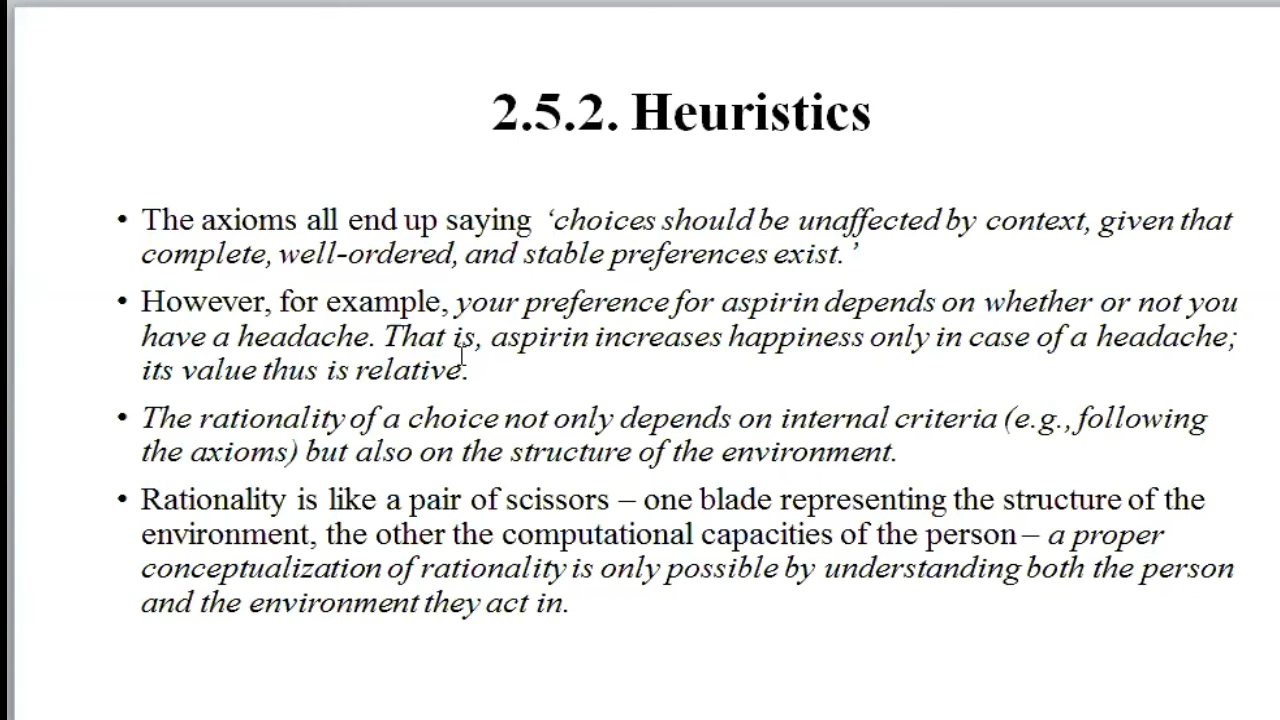 2.5.2. Heuristics
• The axioms all end up saying ‘choices should be unaffected by context, given that
complete, well-ordered, and stable preferences exist.’
• However, for example, your preference for aspirin depends on whether or not you
have a headache. That is, aspirin increases happiness only in case of a headache;
its value thus is relative.
• The rationality of a choice not only depends on internal criteria (e.g., following
the axioms) but also on the structure of the environment.
• Rationality is like a pair of scissors – one blade representing the structure of the
environment, the other the computational capacities of the person – a proper
conceptualization of rationality is only possible by understanding both the person
and the environment they act in.